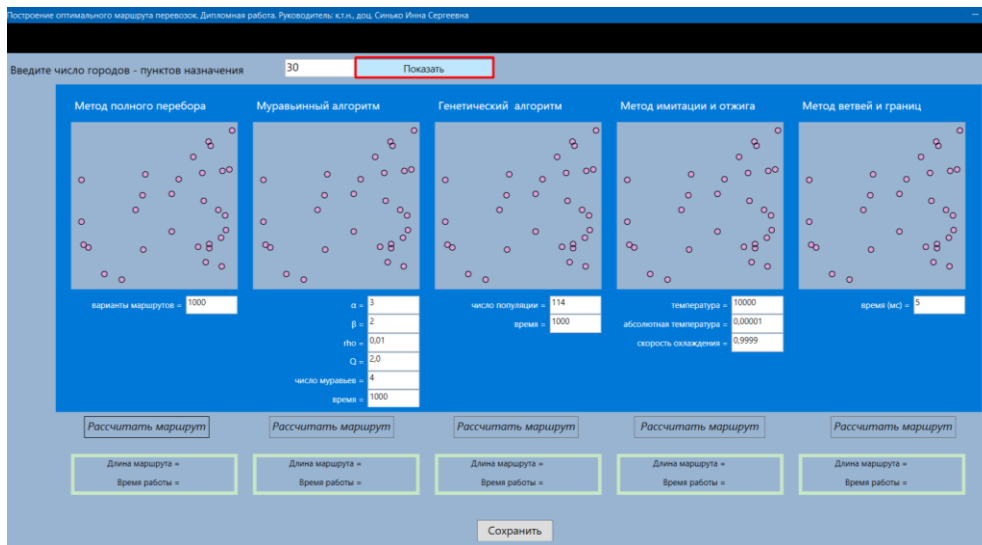 Построение оптимального маршрута перевозок. Дипломная работа. Руководитель: к.т.н., доц. Синько Инна Сергеевна
Введите число городов - пунктов назначения 30 Показать
Метод полного перебора Муравьинный алгоритм Генетический алгоритм Метод имитации и отжига Метод ветвей и границ
варианты маршрутов = 1000 α = 3 число популяции = 114 температура = 10000 время (мс) = 5
β = 2 время = 1000 абсолютная температура = 0,00001
rho = 0,01 скорость охлаждения = 0,9999
Q = 2,0
число муравьев = 4
время = 1000
Рассчитать маршрут Рассчитать маршрут Рассчитать маршрут Рассчитать маршрут Рассчитать маршрут
Длина маршрута = Длина маршрута = Длина маршрута = Длина маршрута = Длина маршрута =
Время работы = Время работы = Время работы = Время работы = Время работы =
Сохранить